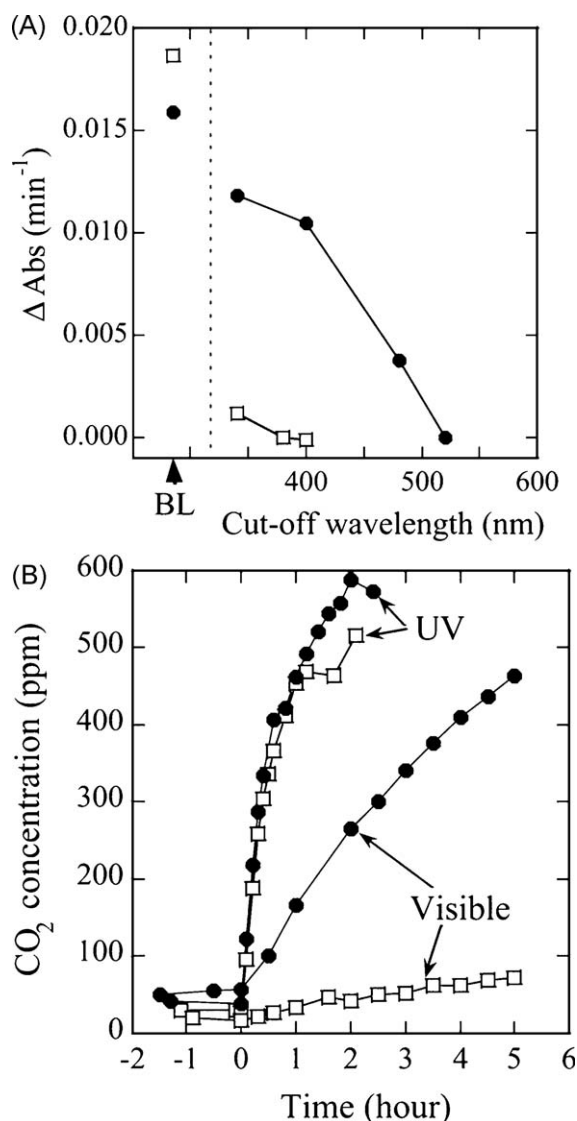 (A)
0.020
0.015
0.010
0.005
0.000
Δ Abs (min⁻¹)
BL
400
500
600
Cut-off wavelength (nm)
(B)
600
500
400
300
200
100
0
CO₂ concentration (ppm)
UV
Visible
-2
-1
0
1
2
3
4
5
6
Time (hour)